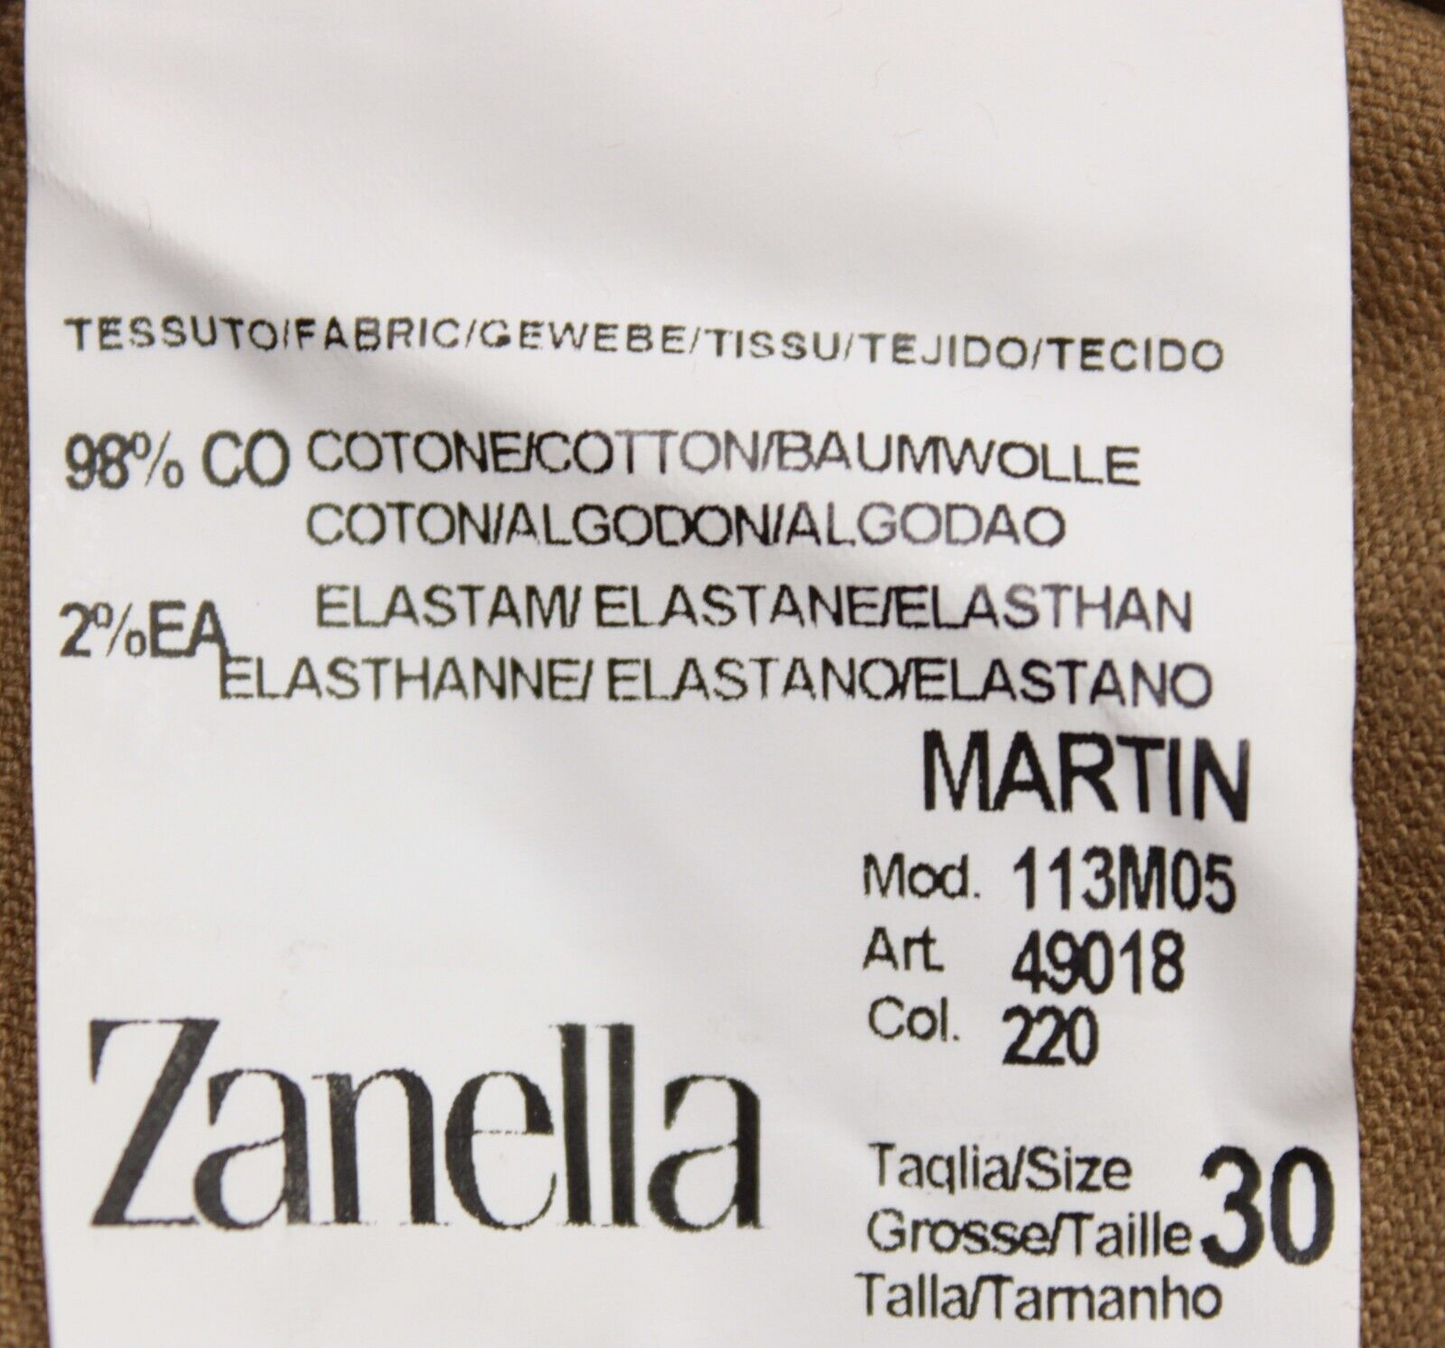 TESSUTO/FABRIC/GEWEBE/TISSU/TEJIDO/TECIDO
98% CO COTONE/COTTON/BAUMWOLLE
COTON/ALGODON/ALGODAO
2%EA ELASTAM/ ELASTANE/ELASTHAN
ELASTHANNE/ ELASTANO/ELASTANO
MARTIN
Mod. 113M05
Art. 49018
Col. 220
Zanella
Taglia/Size
Grosse/Taille 30
Talla/Tamanho